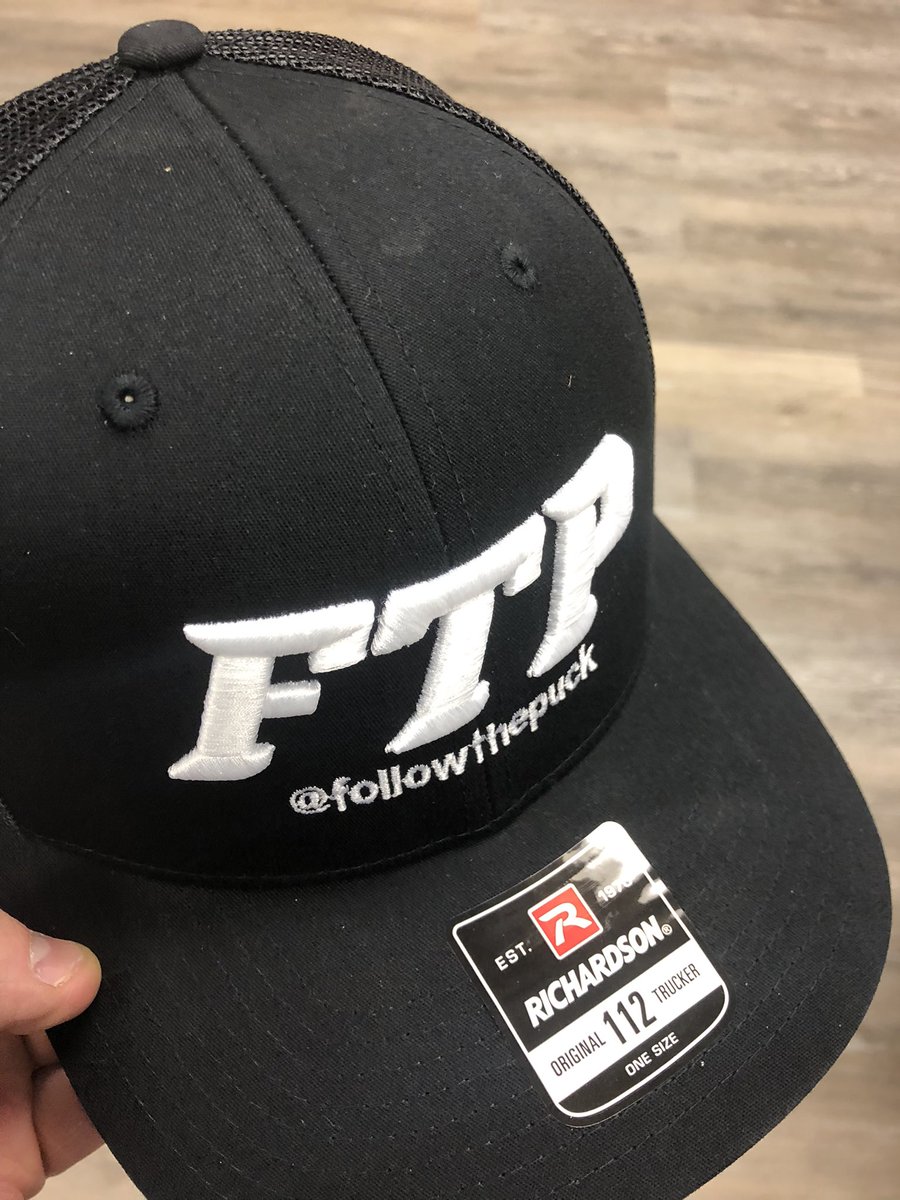 FTP
@followthepuck
EST. R
RICHARDSON®
ORIGINAL 112 TRUCKER
ONE SIZE